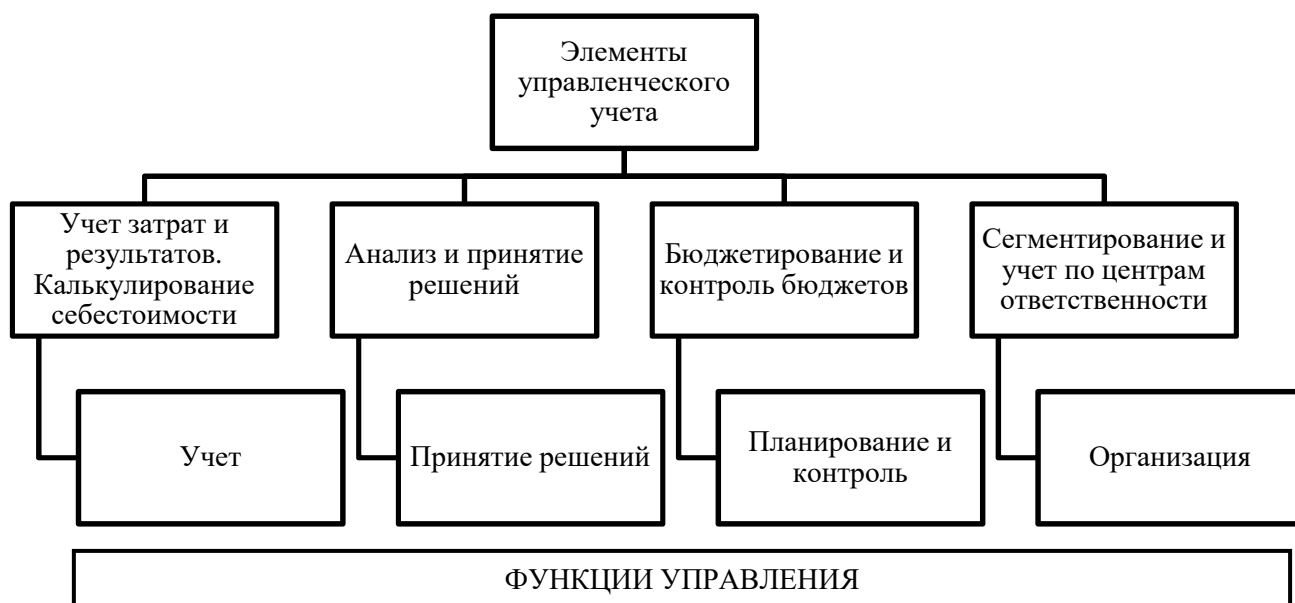 Элементы
управленческого
учета
Учет затрат и
результатов.
Калькулирование
себестоимости
Анализ и принятие
решений
Бюджетирование и
контроль бюджетов
Сегментирование и
учет по центрам
ответственности
Учет
Принятие решений
Планирование и
контроль
Организация
ФУНКЦИИ УПРАВЛЕНИЯ